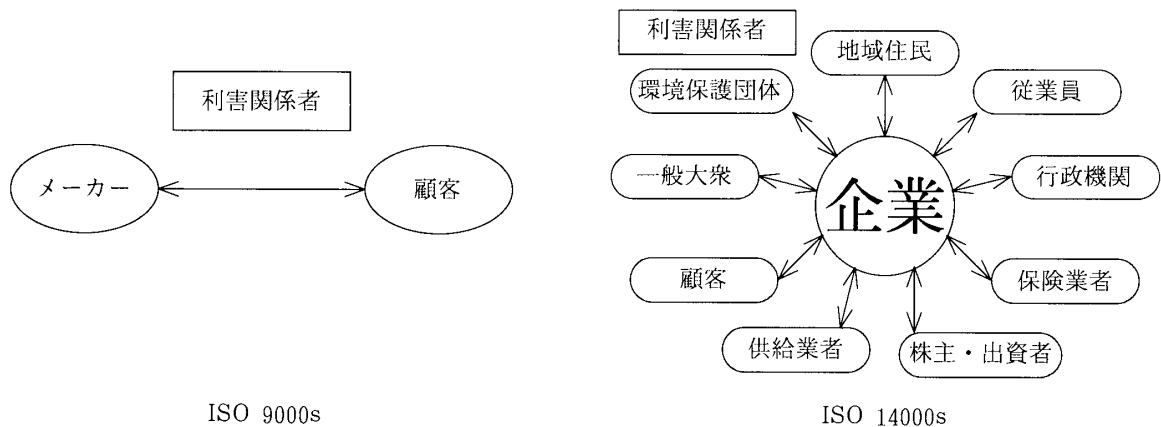 利害関係者
メーカー
顧客
ISO 9000s
利害関係者
地域住民
環境保護団体
従業員
一般大衆
企業
行政機関
顧客
保険業者
供給業者
株主・出資者
ISO 14000s